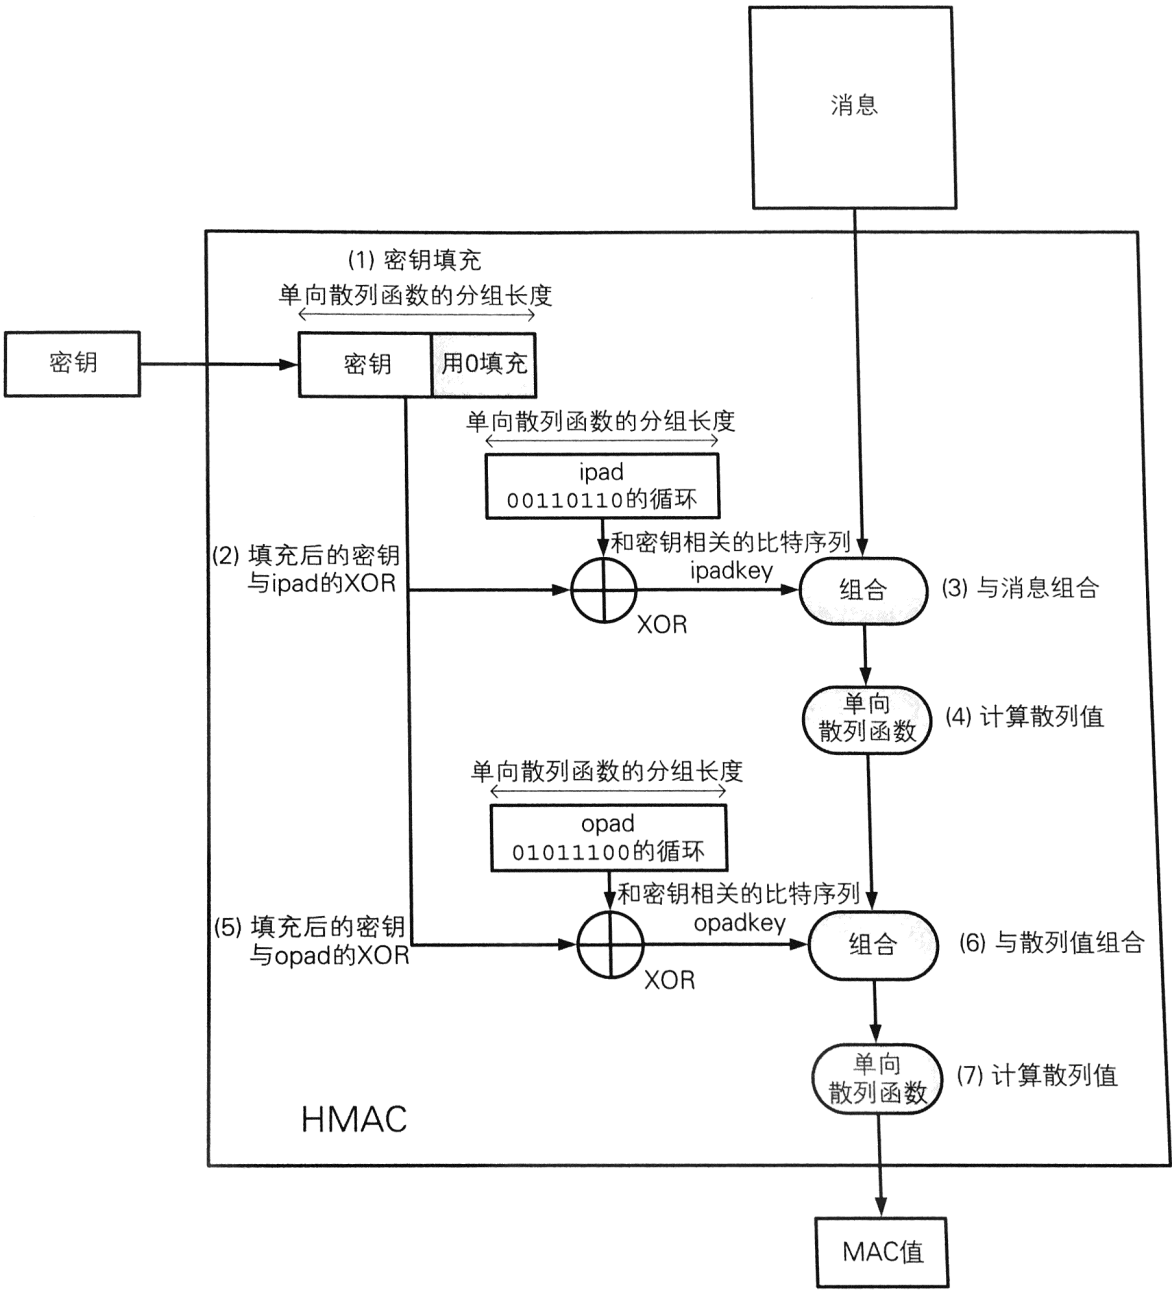 消息
(1) 密钥填充
单向散列函数的分组长度
密钥
密钥
用0填充
单向散列函数的分组长度
ipad
00110110的循环
(2) 填充后的密钥
与ipad的XOR
和密钥相关的比特序列
ipadkey
XOR
组合
(3) 与消息组合
单向
散列函数
(4) 计算散列值
单向散列函数的分组长度
opad
01011100的循环
(5) 填充后的密钥
与opad的XOR
和密钥相关的比特序列
opadkey
XOR
组合
(6) 与散列值组合
单向
散列函数
(7) 计算散列值
HMAC
MAC值